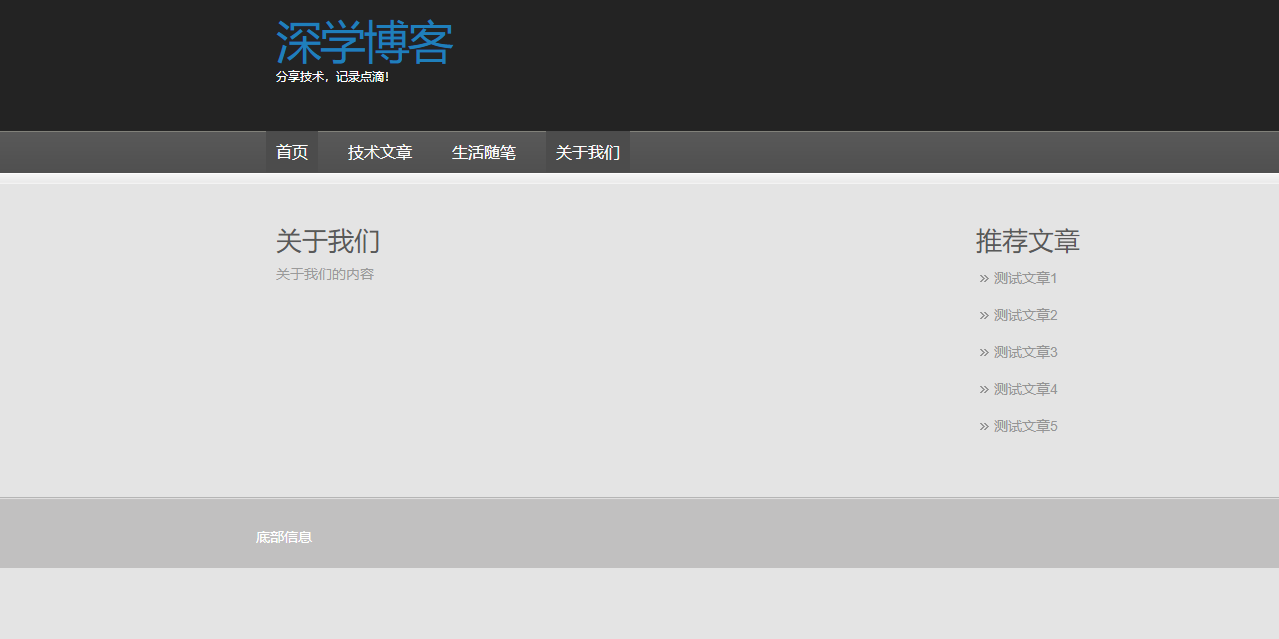 深学博客
分享技术，记录点滴！
首页 技术文章 生活随笔 关于我们
关于我们
关于我们的内容
推荐文章
» 测试文章1
» 测试文章2
» 测试文章3
» 测试文章4
» 测试文章5
底部信息